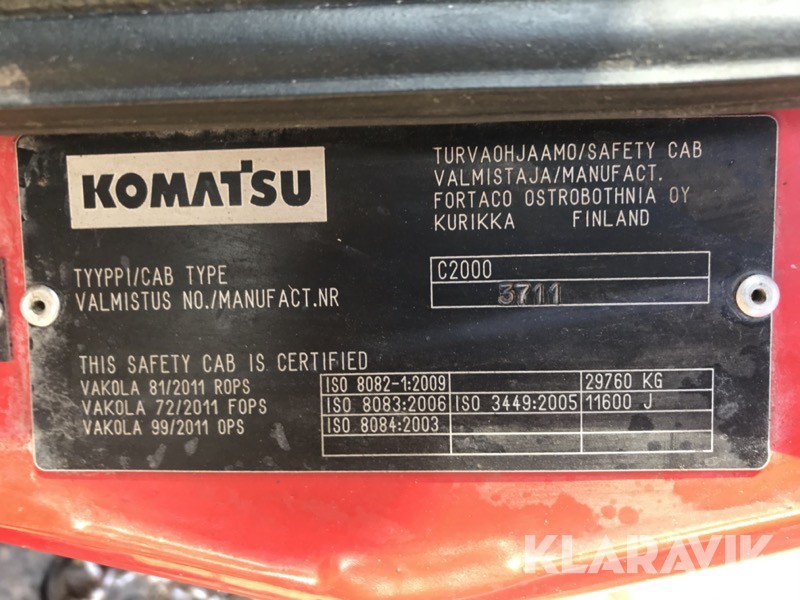 KOMATSU
TURVAOHJAAMO/SAFETY CAB
VALMISTAJA/MANUFACT.
FORTACO OSTROBOTHNIA OY
KURIKKA FINLAND
TYYPPI/CAB TYPE C2000
VALMISTUS NO./MANUFACT.NR 3711
THIS SAFETY CAB IS CERTIFIED
VAKOLA 81/2011 ROPS ISO 8082-1:2009 29760 KG
VAKOLA 72/2011 FOPS ISO 8083:2006 ISO 3449:2005 11600 J
VAKOLA 99/2011 OPS ISO 8084:2003
KLARAVIK